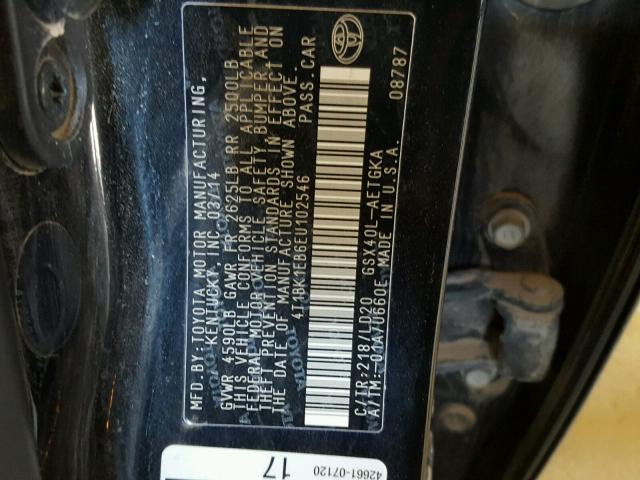 MFD.BY:TOYOTA MOTOR MANUFACTURING,
KENTUCKY, INC. 03/14
GVWR 4590LB GAWR FR 2625LB RR 2590LB
THIS VEHICLE CONFORMS TO ALL APPLICABLE
FEDERAL MOTOR VEHICLE SAFETY, BUMPER, AND
THEFT PREVENTION STANDARDS IN EFFECT ON
THE DATE OF MANUFACTURE SHOWN ABOVE.
4T1BK1EB6EU102546 PASS.CAR
08787
C/TR:218/LD20 GSX40L-AETGKA
A/TM:-03A/U660E MADE IN U.S.A.
42661-07120
17